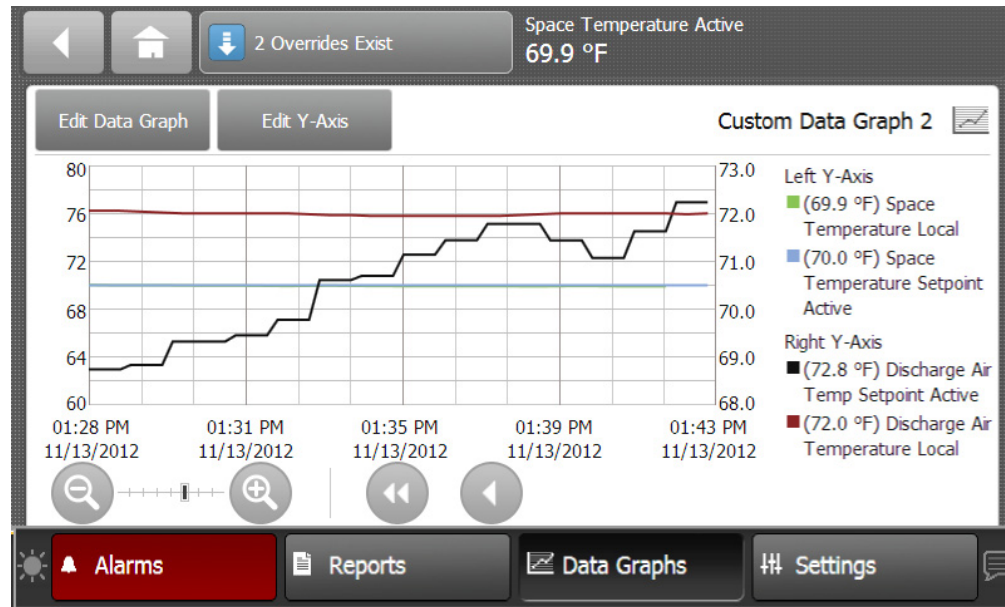 2 Overrides Exist
Space Temperature Active
69.9 °F
Edit Data Graph
Edit Y-Axis
Custom Data Graph 2
80
76
72
68
64
60
73.0
72.0
71.0
70.0
69.0
68.0
Left Y-Axis
(69.9 °F) Space
Temperature Local
(70.0 °F) Space
Temperature Setpoint
Active
Right Y-Axis
(72.8 °F) Discharge Air
Temp Setpoint Active
(72.0 °F) Discharge Air
Temperature Local
01:28 PM 01:31 PM 01:35 PM 01:39 PM 01:43 PM
11/13/2012 11/13/2012 11/13/2012 11/13/2012 11/13/2012
Alarms
Reports
Data Graphs
Settings